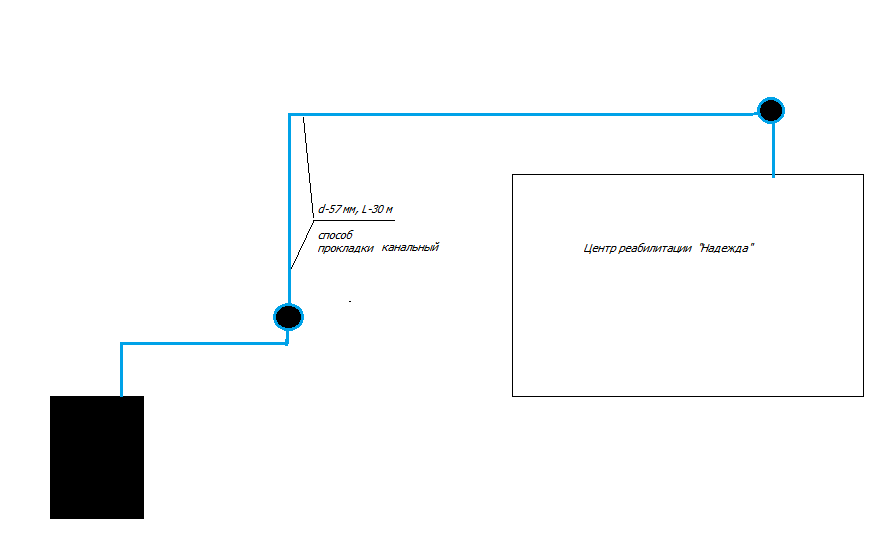 d-57 мм, L-30 м
способ
прокладки канальный
Центр реабилитации "Надежда"